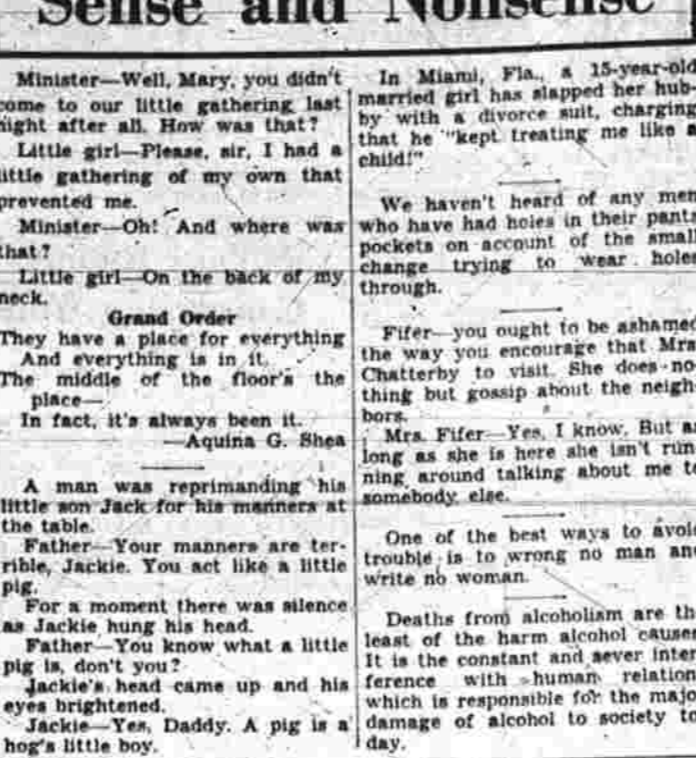 Sense and Nonsense
Minister—Well, Mary, you didn't
come to our little gathering last
night after all. How was that?
Little girl—Please, sir, I had a
little gathering of my own that
prevented me.
Minister—Oh! And where was
that?
Little girl—On the back of my
neck.
Grand Order
They have a place for everything
And everything is in it.
The middle of the floor's the
place—
In fact, it's always been it.
—Aquina G. Shea
A man was reprimanding his
little son Jack for his manners at
the table.
Father—Your manners are ter-
rible, Jackie. You act like a little
pig.
For a moment there was silence
as Jackie hung his head.
Father—You know what a little
pig is, don't you?
Jackie's head came up and his
eyes brightened.
Jackie—Yes, Daddy. A pig is a
hog's little boy.
In Miami, Fla., a 15-year-old
married girl has slapped her hub-
by with a divorce suit, charging
that he "kept treating me like a
child!"
We haven't heard of any men
who have had holes in their pants
pockets on account of the small
change trying to wear holes
through.
Fifer—you ought to be ashamed
the way you encourage that Mrs.
Chatterby to visit. She does no-
thing but gossip about the neigh-
bors.
Mrs. Fifer—Yes, I know. But as
long as she is here she isn't run-
ning around talking about me to
somebody else.
One of the best ways to avoid
trouble is to wrong no man and
write no woman.
Deaths from alcoholism are the
least of the harm alcohol causes
It is the constant and sever inter-
ference with human relation
which is responsible for the major
damage of alcohol to society to-
day.